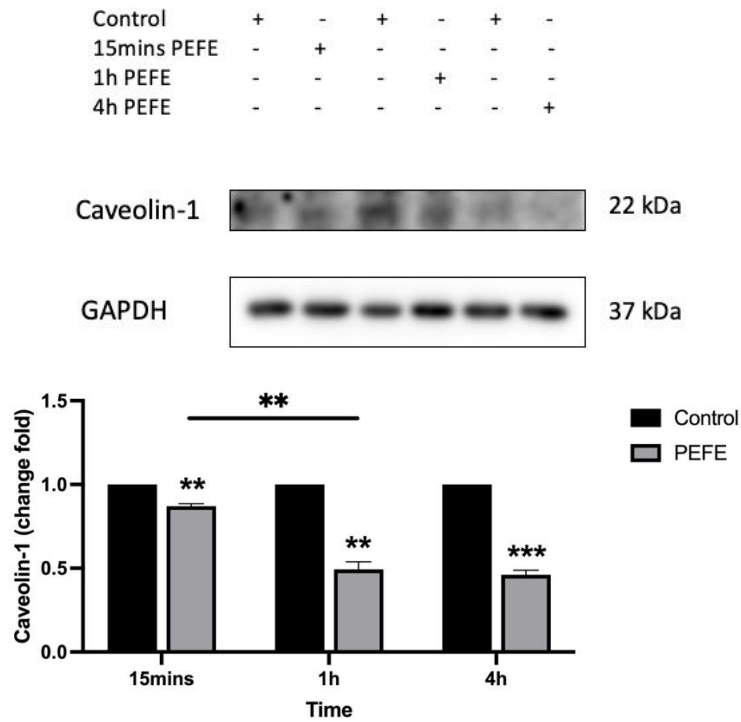 Control + - + - + -
15mins PEFE - + - - - -
1h PEFE - - - + - -
4h PEFE - - - - - +
Caveolin-1 22 kDa
GAPDH 37 kDa
Caveolin-1 (change fold)
1.5
1.0
0.5
0.0
**
**
**
***
15mins 1h 4h
Time
Control
PEFE